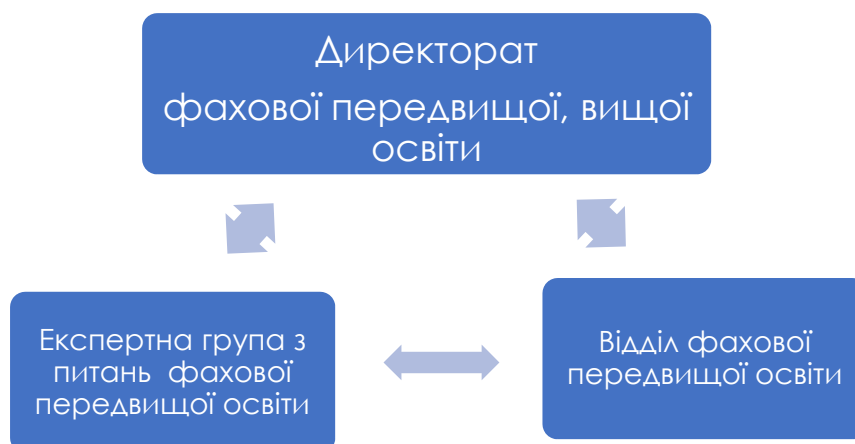 Директорат
фахової передвищої, вищої
освіти
Експертна група з
питань фахової
передвищої освіти
Відділ фахової
передвищої освіти